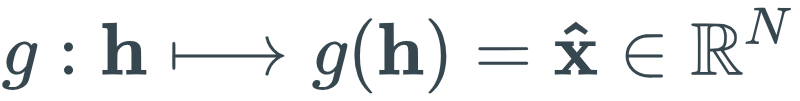 g : h ⟼ g(h) = x̂ ∈ ℝ^N